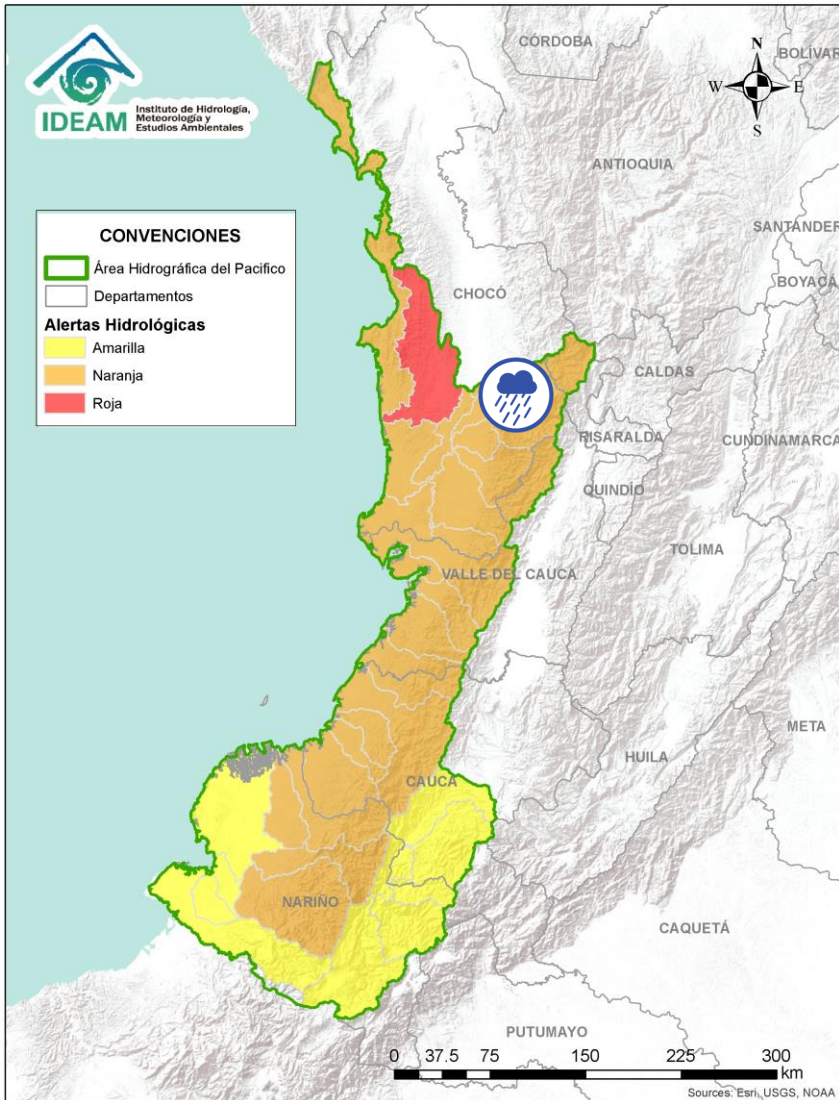 IDEAM
Instituto de Hidrología,
Meteorología y
Estudios Ambientales
CÓRDOBA
BOLÍVAR
N
W
E
S
ANTIOQUIA
SANTANDER
CONVENCIONES
Área Hidrográfica del Pacifico
Departamentos
Alertas Hidrológicas
Amarilla
Naranja
Roja
BOYACÁ
CHOCÓ
CALDAS
RISARALDA
CUNDINAMARCA
QUINDÍO
TOLIMA
VALLE DEL CAUCA
META
HUILA
CAUCA
NARIÑO
CAQUETÁ
PUTUMAYO
0 37.5 75 150 225 300
km
Sources: Esri, USGS, NOAA